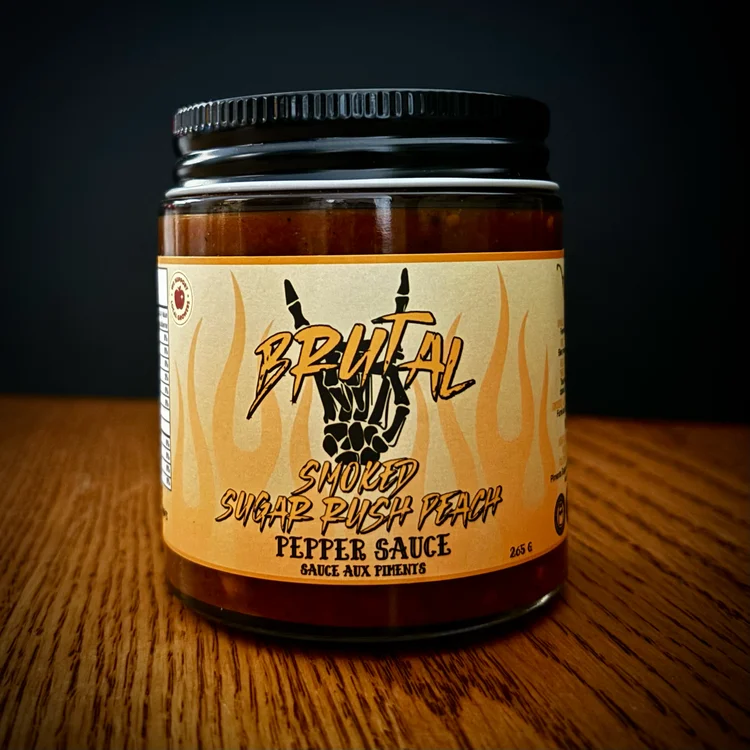 BRUTAL
SMOKED
SUGAR RUSH PEACH
PEPPER SAUCE
SAUCE AUX PIMENTS
265 G